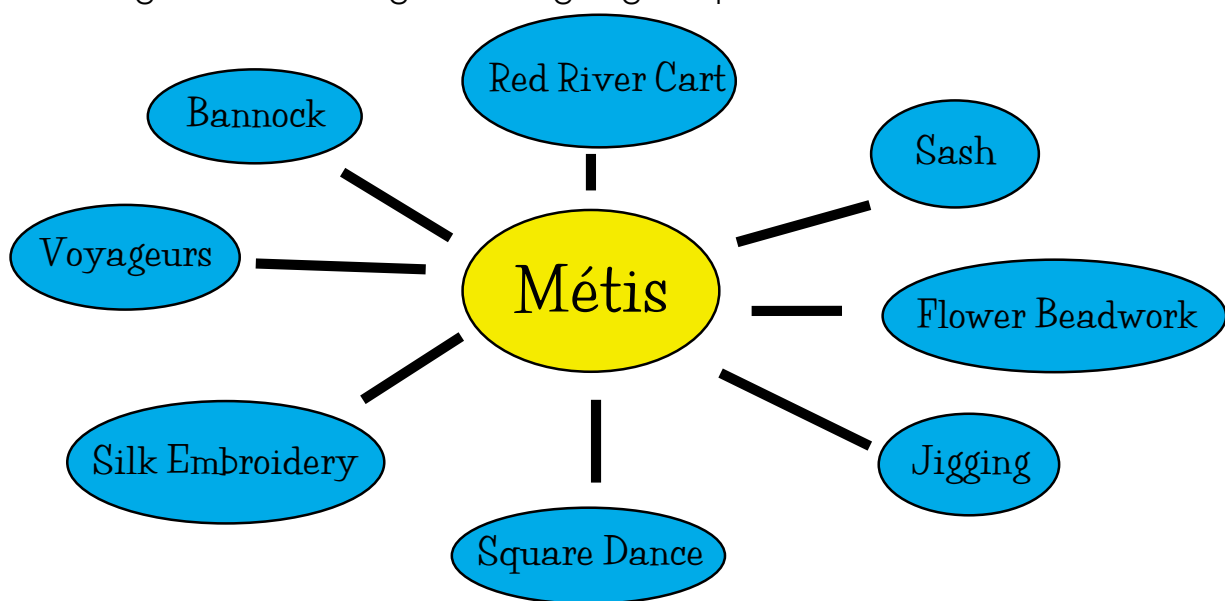 Red River Cart
Bannock
Sash
Voyageurs
Métis
Flower Beadwork
Silk Embroidery
Jigging
Square Dance